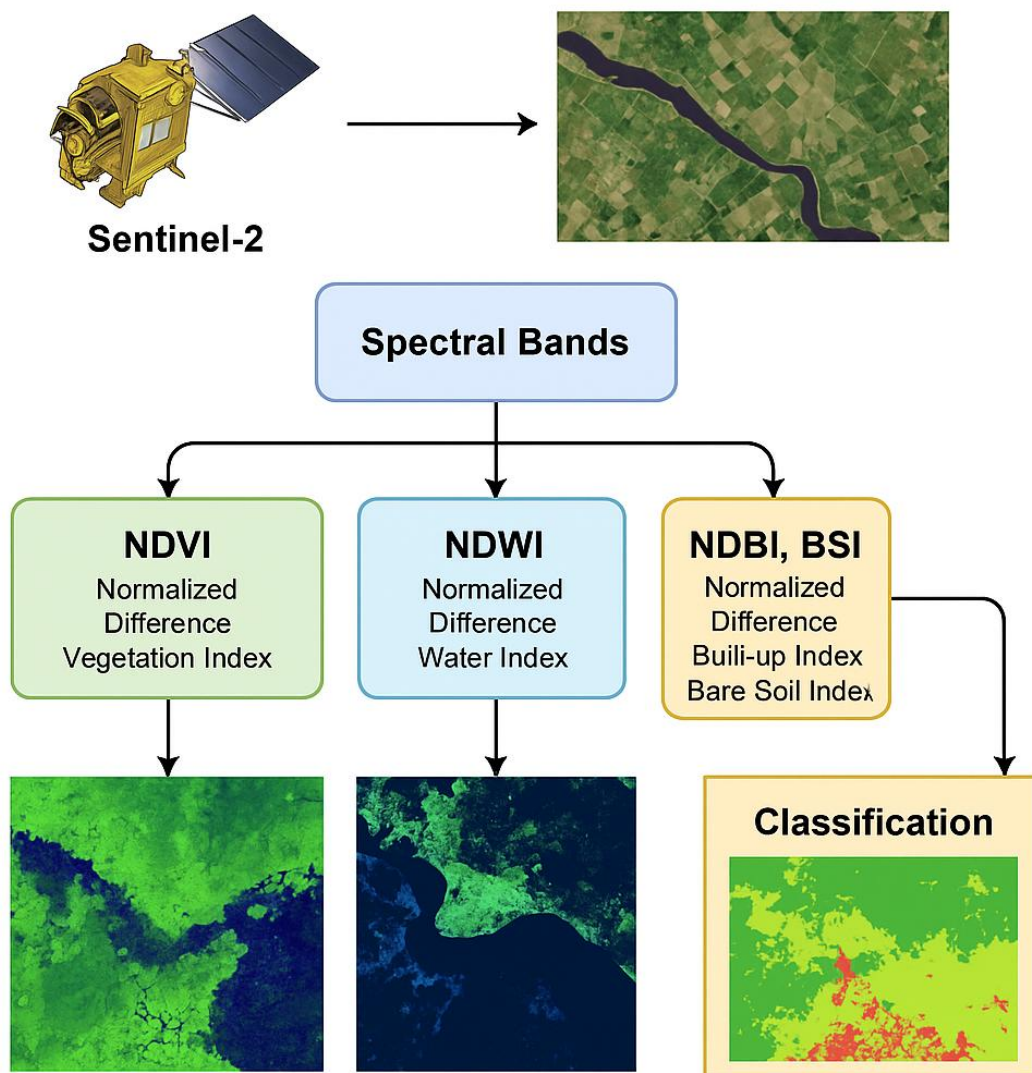 Sentinel-2
Spectral Bands
NDVI
Normalized
Difference
Vegetation Index
NDWI
Normalized
Difference
Water Index
NDBI, BSI
Normalized
Difference
Buili-up Index
Bare Soil Index
Classification